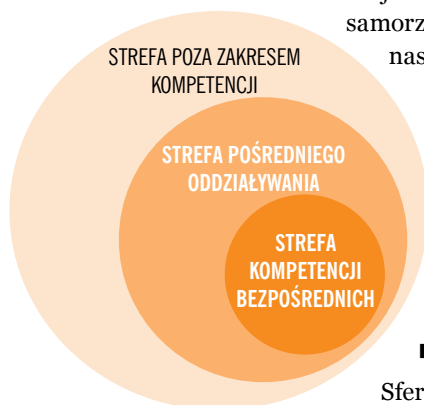 samorz
nas
STREFA POZA ZAKRESEM
KOMPETENCJI
STREFA POŚREDNIEGO
ODDZIAŁYWANIA
STREFA
KOMPETENCJI
BEZPOŚREDNICH
Sfer